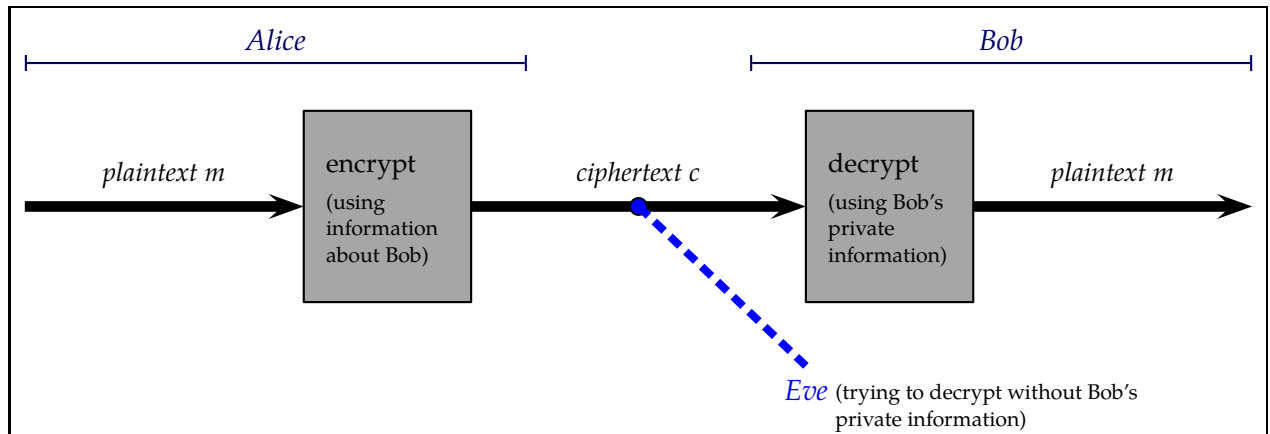 Alice
Bob
plaintext m
encrypt
(using
information
about Bob)
ciphertext c
decrypt
(using Bob's
private
information)
plaintext m
Eve (trying to decrypt without Bob's
private information)